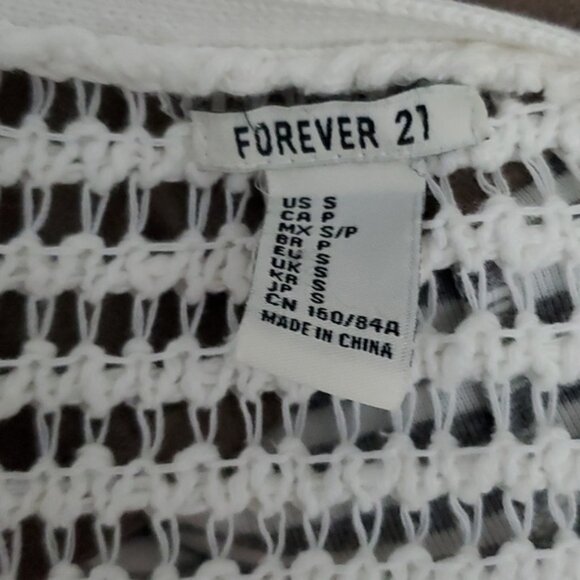 FOREVER 21
US S
CA P
MX S/P
BR P
EU S
UK S
KR S
JP S
CN 160/84A
MADE IN CHINA